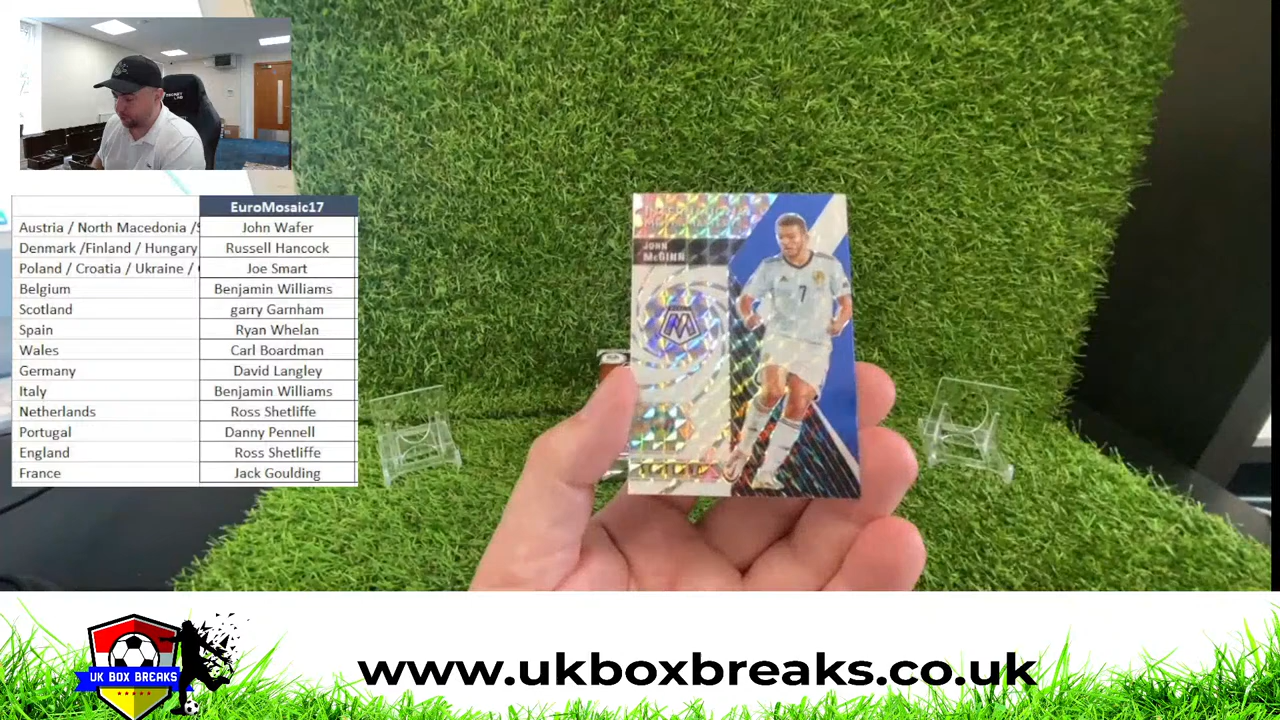 EuroMosaic17
Austria / North Macedonia /S John Wafer
Denmark /Finland / Hungary Russell Hancock
Poland / Croatia / Ukraine / Joe Smart
Belgium Benjamin Williams
Scotland garry Garnham
Spain Ryan Whelan
Wales Carl Boardman
Germany David Langley
Italy Benjamin Williams
Netherlands Ross Shetliffe
Portugal Danny Pennell
England Ross Shetliffe
France Jack Goulding
JOHN
McGINN
7
UK BOX BREAKS
www.ukboxbreaks.co.uk